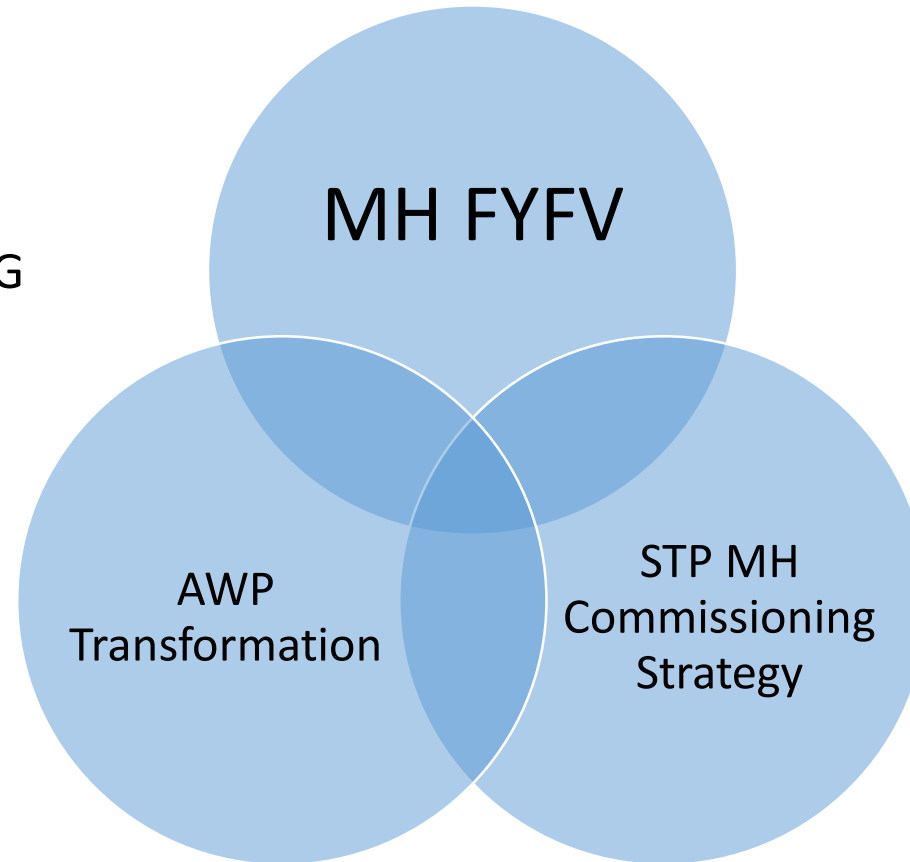 MH FYFV
G
AWP
Transformation
STP MH
Commissioning
Strategy